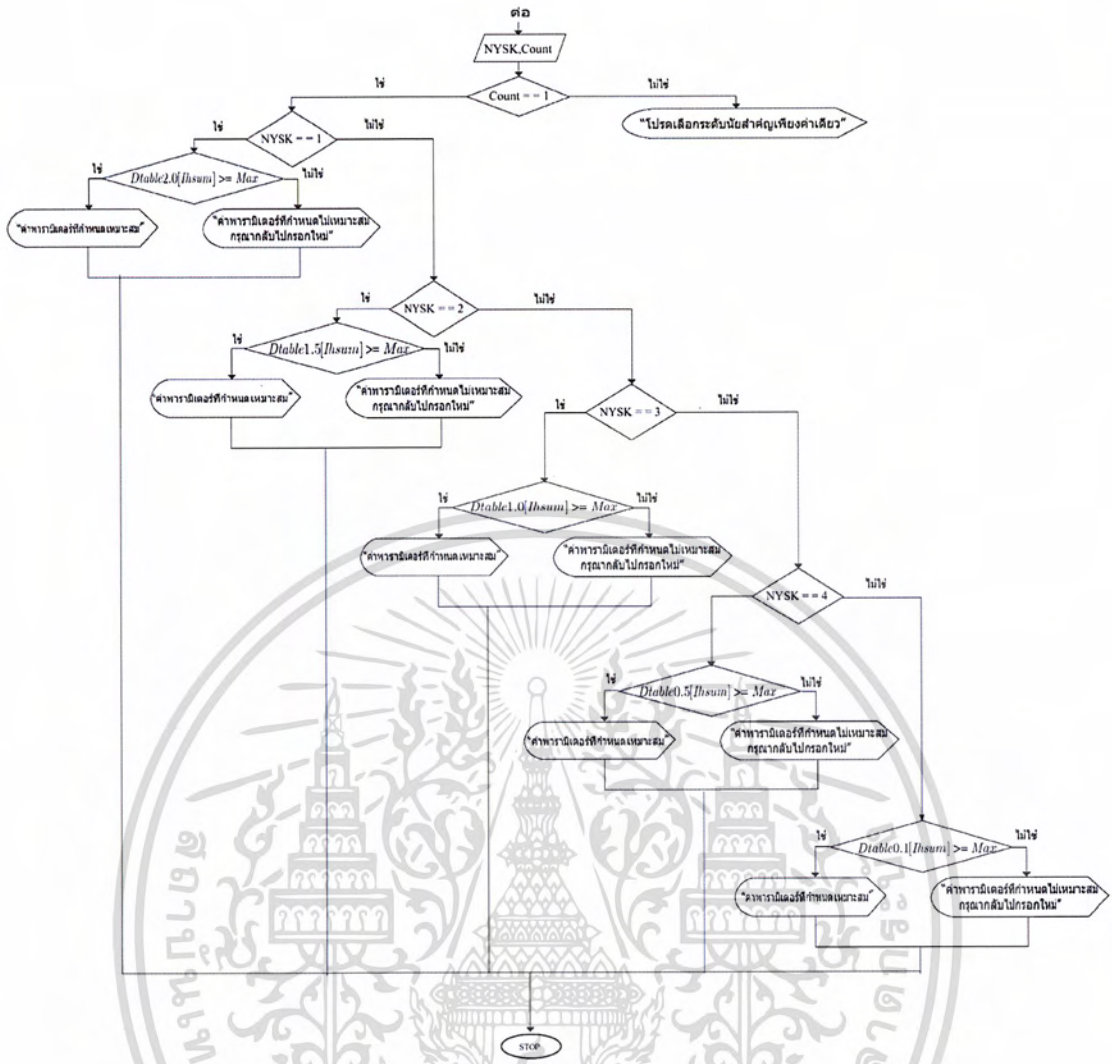 ต่อ
NYSK,Count
Count = = 1
ใช่
ไม่ใช่
"โปรดเลือกระดับนัยสำคัญเพียงค่าเดียว"
NYSK = = 1
ใช่
ไม่ใช่
Dtable2.0[Ihsum] >= Max
ใช่
ไม่ใช่
"ค่าพารามิเตอร์ที่กำหนดเหมาะสม"
"ค่าพารามิเตอร์ที่กำหนดไม่เหมาะสม
กรุณากลับไปกรอกใหม่"
NYSK = = 2
ใช่
ไม่ใช่
Dtable1.5[Ihsum] >= Max
ใช่
ไม่ใช่
"ค่าพารามิเตอร์ที่กำหนดเหมาะสม"
"ค่าพารามิเตอร์ที่กำหนดไม่เหมาะสม
กรุณากลับไปกรอกใหม่"
NYSK = = 3
ใช่
ไม่ใช่
Dtable1.0[Ihsum] >= Max
ใช่
ไม่ใช่
"ค่าพารามิเตอร์ที่กำหนดเหมาะสม"
"ค่าพารามิเตอร์ที่กำหนดไม่เหมาะสม
กรุณากลับไปกรอกใหม่"
NYSK = = 4
ไม่ใช่
Dtable0.5[Ihsum] >= Max
ใช่
ไม่ใช่
"ค่าพารามิเตอร์ที่กำหนดเหมาะสม"
"ค่าพารามิเตอร์ที่กำหนดไม่เหมาะสม
กรุณากลับไปกรอกใหม่"
Dtable0.1[Ihsum] >= Max
ใช่
ไม่ใช่
"ค่าพารามิเตอร์ที่กำหนดเหมาะสม"
"ค่าพารามิเตอร์ที่กำหนดไม่เหมาะสม
กรุณากลับไปกรอกใหม่"
STOP